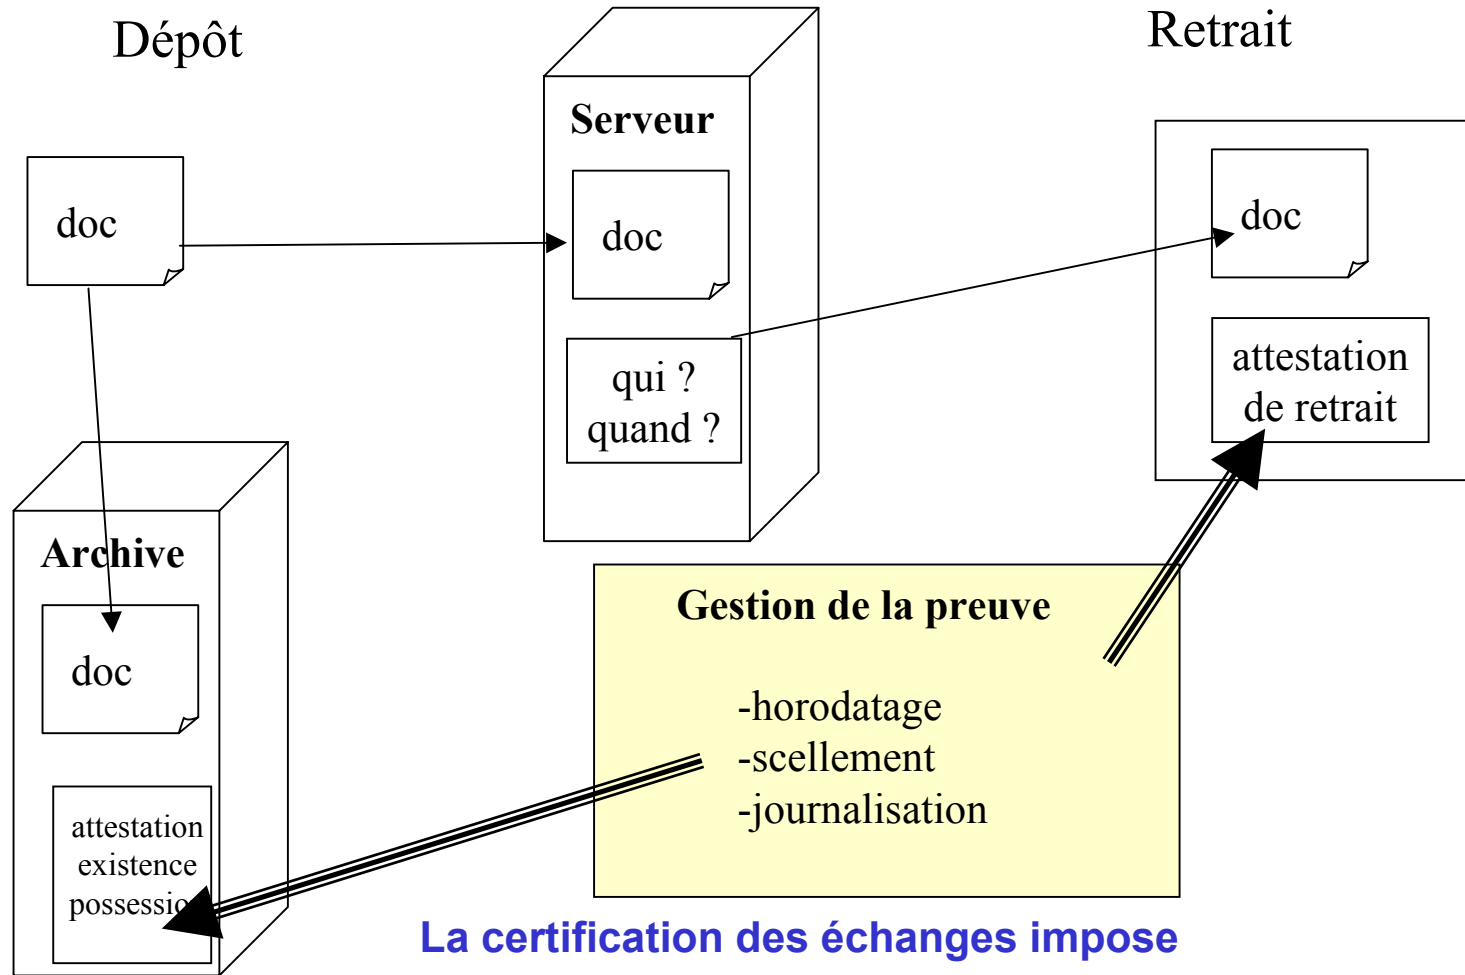 Dépôt
Retrait
Serveur
doc
doc
doc
qui ?
quand ?
attestation
de retrait
Archive
doc
attestation
existence
possession
Gestion de la preuve
-horodatage
-scellement
-journalisation
La certification des échanges impose